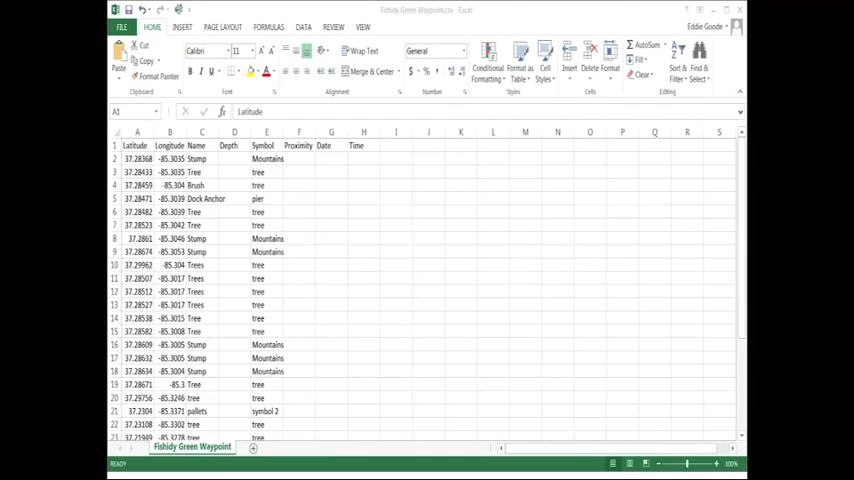 Fishidy Green Waypoint.csv - Excel
FILE HOME INSERT PAGE LAYOUT FORMULAS DATA REVIEW VIEW Eddie Goode
Cut
Copy
Format Painter
Paste
Calibri 11
B I U
Wrap Text
Merge & Center
General
$ % ,
Conditional Formatting
Format as Table
Cell Styles
Insert Delete Format
AutoSum
Fill
Clear
Sort & Filter
Find & Select
Clipboard Font Alignment Number Styles Cells Editing
A1 fx Latitude
A B C D E F G H I J K L M N O P Q R S
1 Latitude Longitude Name Depth Symbol Proximity Date Time
2 37.28368 -85.3035 Stump Mountains
3 37.28433 -85.3035 Tree tree
4 37.28459 -85.304 Brush tree
5 37.28471 -85.3039 Dock Anchor pier
6 37.28482 -85.3039 Tree tree
7 37.28523 -85.3042 Tree tree
8 37.2861 -85.3046 Stump Mountains
9 37.28674 -85.3053 Stump Mountains
10 37.29962 -85.304 Trees tree
11 37.28507 -85.3017 Trees tree
12 37.28512 -85.3017 Trees tree
13 37.28527 -85.3017 Trees tree
14 37.28538 -85.3015 Tree tree
15 37.28582 -85.3008 Tree tree
16 37.28609 -85.3005 Stump Mountains
17 37.28632 -85.3005 Stump Mountains
18 37.28634 -85.3004 Stump Mountains
19 37.28671 -85.3 Tree tree
20 37.29756 -85.3246 tree tree
21 37.2304 -85.3371 pallets symbol 2
22 37.23108 -85.3302 tree tree
23 37.21949 -85.3278 tree tree
Fishidy Green Waypoint
READY 100%